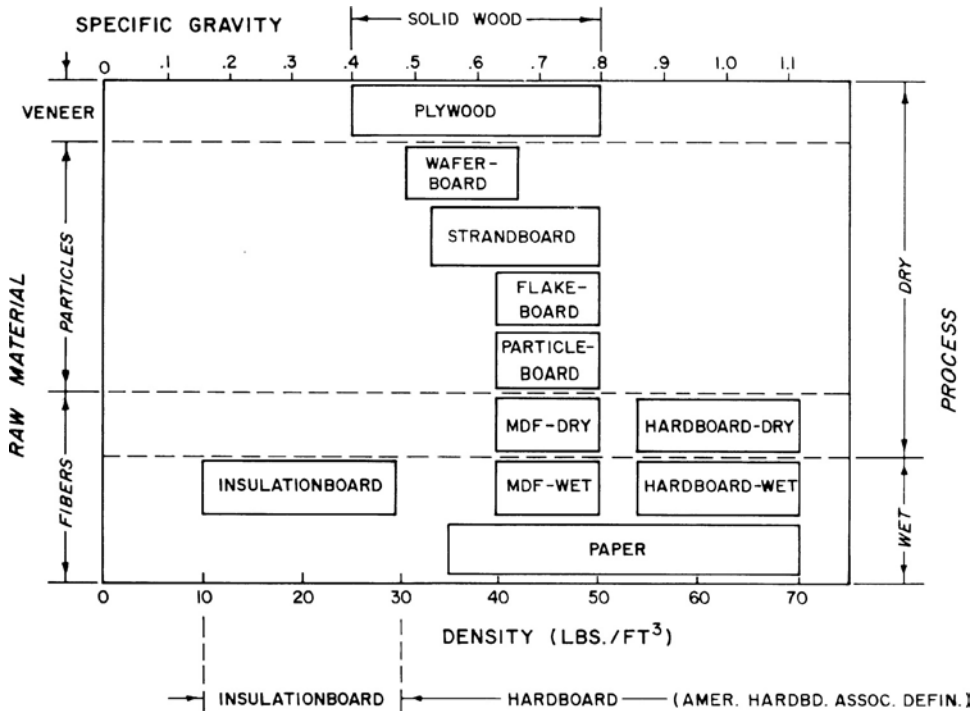 SPECIFIC GRAVITY
SOLID WOOD
0 .1 .2 .3 .4 .5 .6 .7 .8 .9 1.0 1.1
VENEER
PLYWOOD
WAFER-
BOARD
STRANDBOARD
FLAKE-
BOARD
PARTICLE-
BOARD
MDF-DRY HARDBOARD-DRY
INSULATIONBOARD MDF-WET HARDBOARD-WET
PAPER
RAW MATERIAL
PARTICLES
FIBERS
DRY
WET
PROCESS
0 10 20 30 40 50 60 70
DENSITY (LBS./FT³)
INSULATIONBOARD HARDBOARD (AMER. HARDBD. ASSOC. DEFIN.)